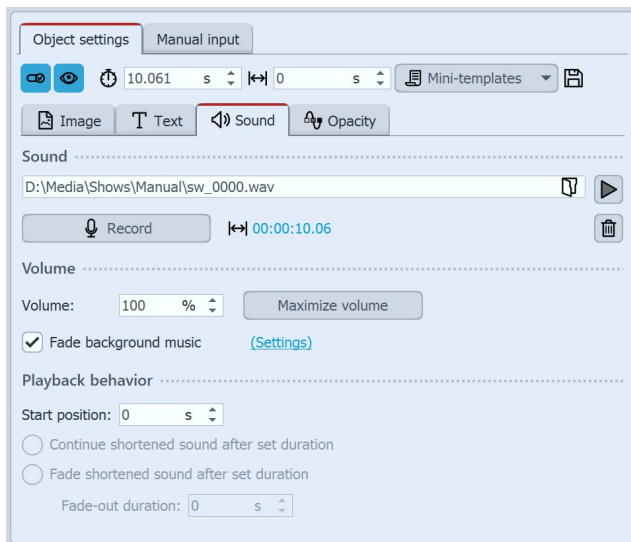 Object settings Manual input
10.061 s 0 s Mini-templates
Image Text Sound Opacity
Sound
D:\Media\Shows\Manual\sw_0000.wav
Record 00:00:10.06
Volume
Volume: 100 % Maximize volume
Fade background music (Settings)
Playback behavior
Start position: 0 s
Continue shortened sound after set duration
Fade shortened sound after set duration
Fade-out duration: 0 s